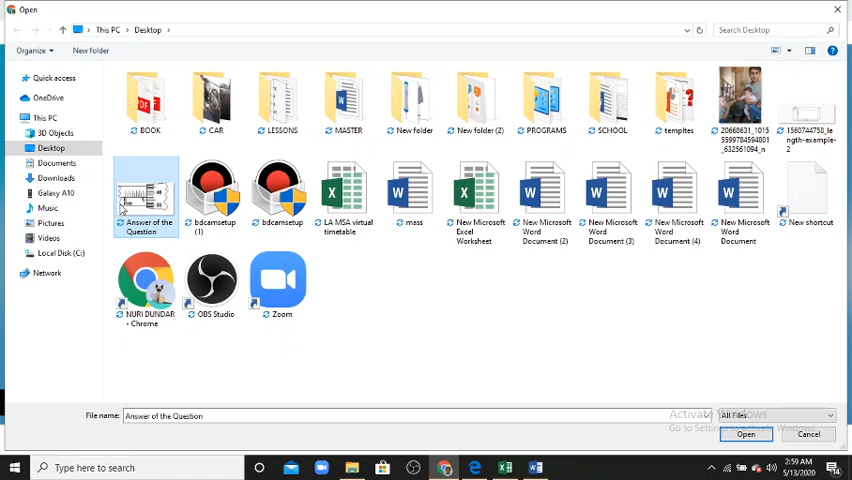 Open
This PC > Desktop >
Search Desktop
Organize
New folder
Quick access
OneDrive
This PC
3D Objects
Desktop
Documents
Downloads
Galaxy A10
Music
Pictures
Videos
Local Disk (C:)
Network
BOOK
CAR
LESSONS
MASTER
New folder
New folder (2)
PROGRAMS
SCHOOL
templtes
20668631_1015
5599784594801
_632561094_n
1560744758_le
ngth-example-
2
Answer of the
Question
bdcamsetup
(1)
bdcamsetup
LA MSA virtual
timetable
mass
New Microsoft
Excel
Worksheet
New Microsoft
Word
Document (2)
New Microsoft
Word
Document (3)
New Microsoft
Word
Document (4)
New Microsoft
Word
Document
New shortcut
NURI DUNDAR
- Chrome
OBS Studio
Zoom
File name:
Answer of the Question
All Files
Activate Windows
Go to Settings to activate Windows.
Open
Cancel
Type here to search
2:59 AM
5/13/2020
14